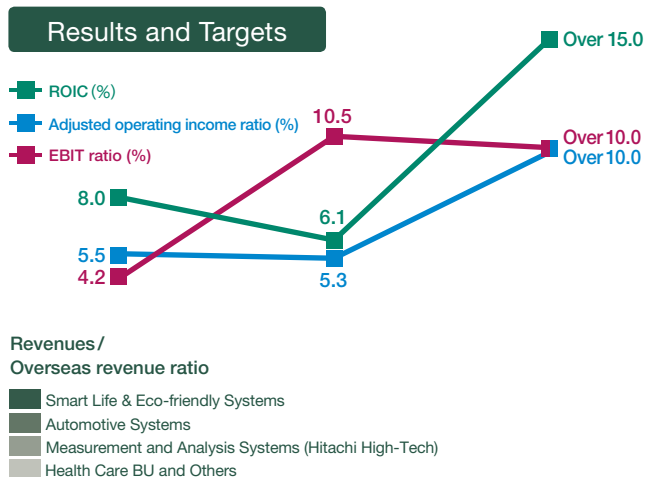 Results and Targets
ROIC (%)
Adjusted operating income ratio (%)
EBIT ratio (%)
8.0
5.5
4.2
10.5
6.1
5.3
Over 15.0
Over 10.0
Over 10.0
Revenues /
Overseas revenue ratio
Smart Life & Eco-friendly Systems
Automotive Systems
Measurement and Analysis Systems (Hitachi High-Tech)
Health Care BU and Others